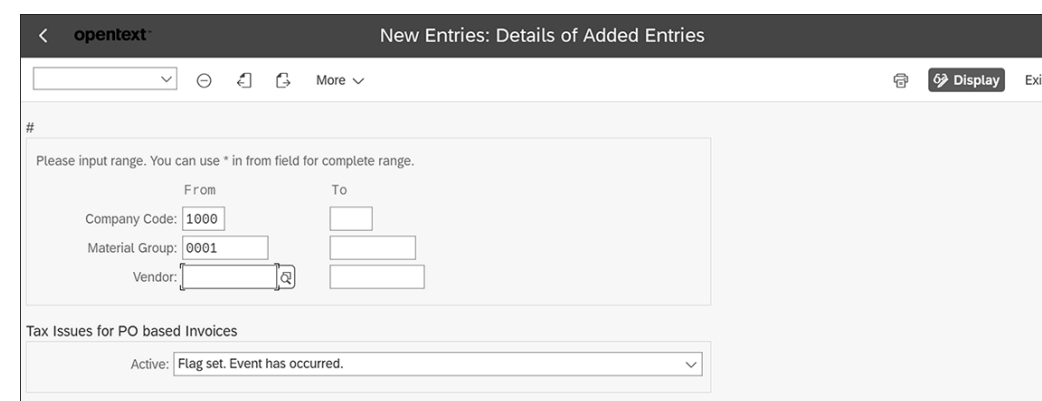 opentext™
New Entries: Details of Added Entries
More
Display
Exi
#
Please input range. You can use * in from field for complete range.
From To
Company Code: 1000
Material Group: 0001
Vendor:
Tax Issues for PO based Invoices
Active: Flag set. Event has occurred.